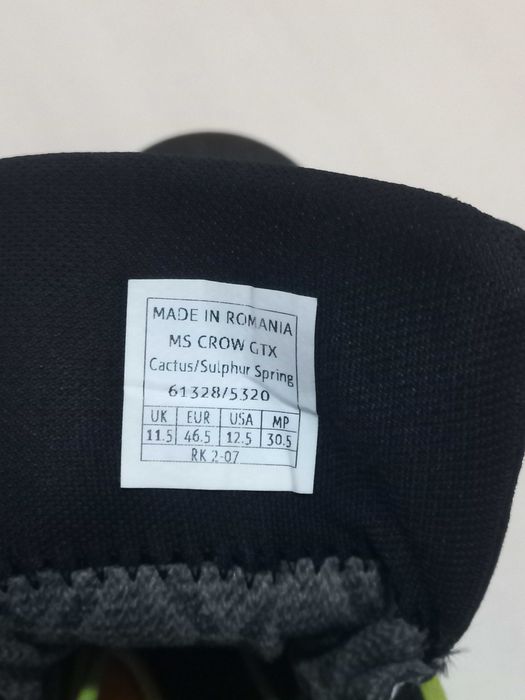 MADE IN ROMANIA
MS CROW GTX
Cactus/Sulphur Spring
61328/5320
UK EUR USA MP
11.5 46.5 12.5 30.5
RK 2-07